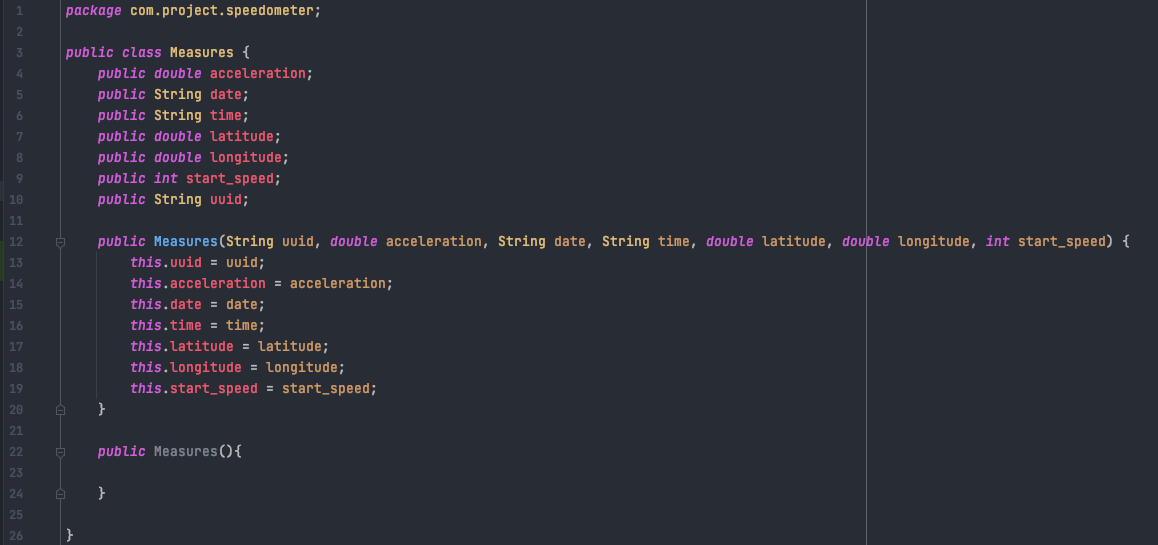 1 package com.project.speedometer;
2
3 public class Measures {
4     public double acceleration;
5     public String date;
6     public String time;
7     public double latitude;
8     public double longitude;
9     public int start_speed;
10     public String uuid;
11
12     public Measures(String uuid, double acceleration, String date, String time, double latitude, double longitude, int start_speed) {
13         this.uuid = uuid;
14         this.acceleration = acceleration;
15         this.date = date;
16         this.time = time;
17         this.latitude = latitude;
18         this.longitude = longitude;
19         this.start_speed = start_speed;
20     }
21
22     public Measures(){
23
24     }
25
26 }